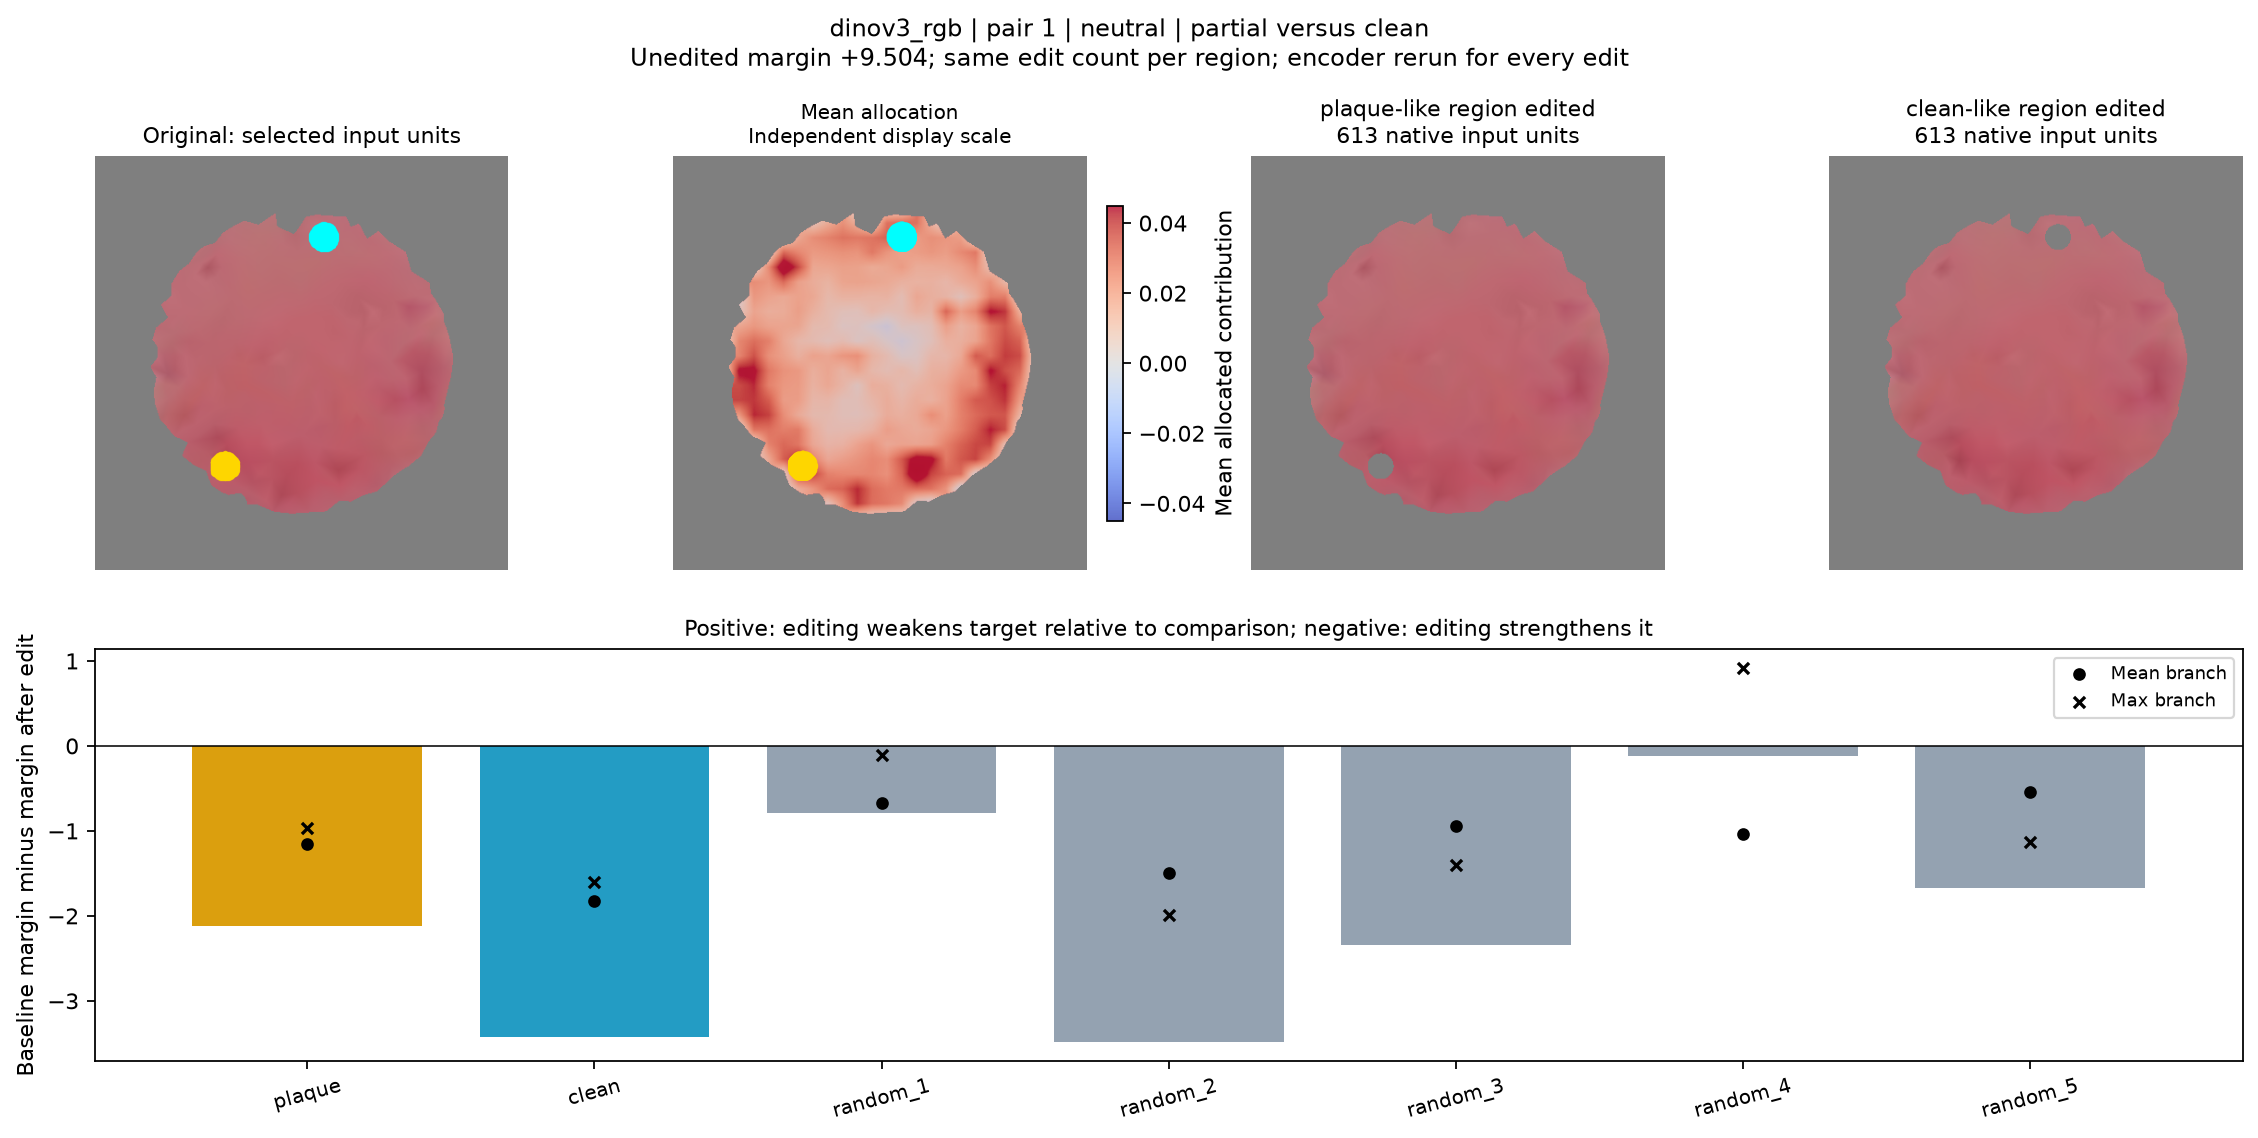 dinov3_rgb | pair 1 | neutral | partial versus clean
Unedited margin +9.504; same edit count per region; encoder rerun for every edit
Original: selected input units
Mean allocation
Independent display scale
plaque-like region edited
613 native input units
clean-like region edited
613 native input units
0.04
0.02
0.00
−0.02
−0.04
Mean allocated contribution
Positive: editing weakens target relative to comparison; negative: editing strengthens it
Baseline margin minus margin after edit
1
0
−1
−2
−3
Mean branch
Max branch
plaque
clean
random_1
random_2
random_3
random_4
random_5